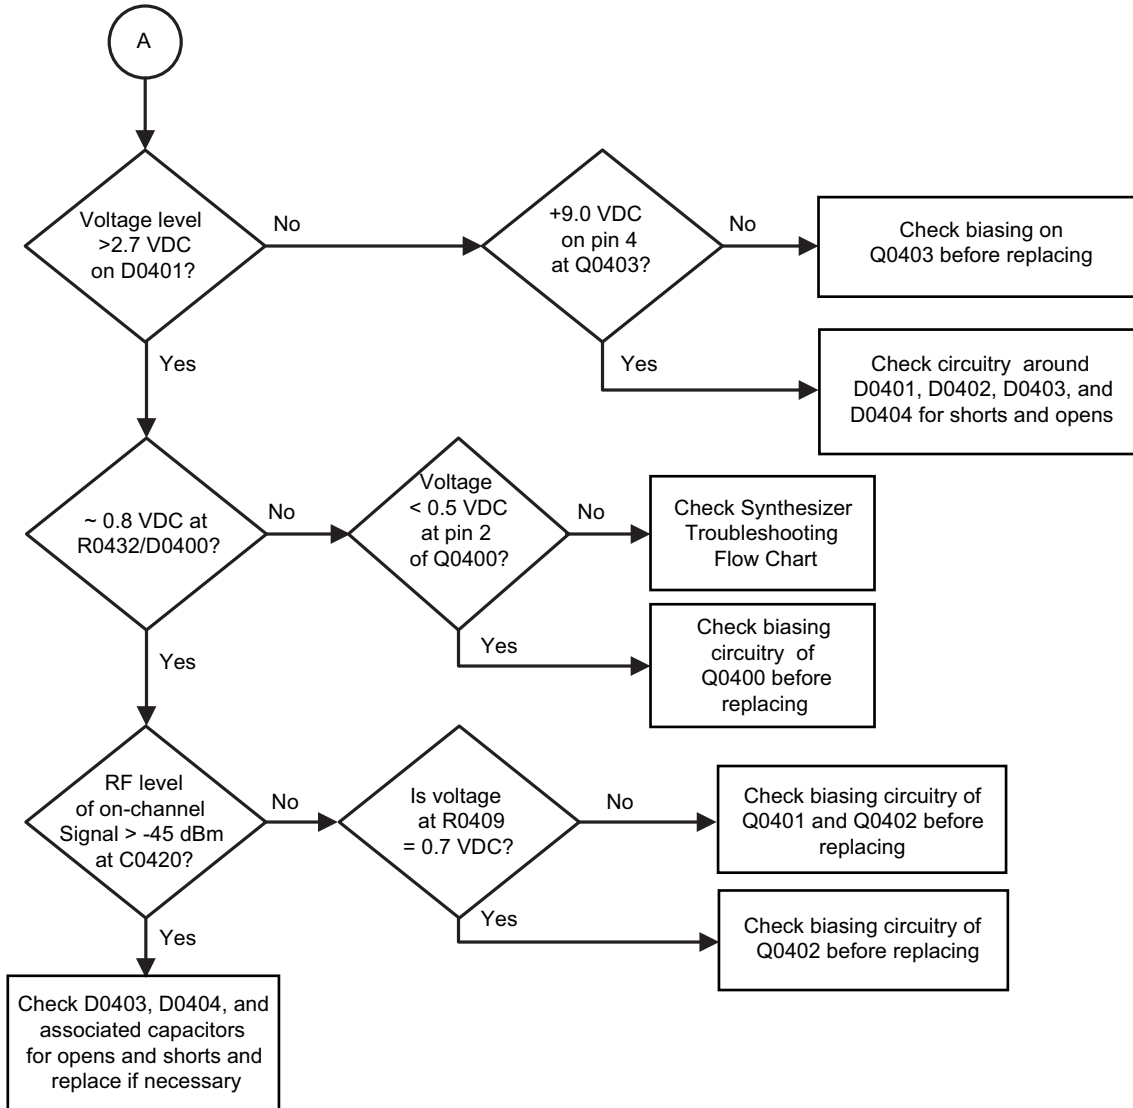 A
Voltage level
>2.7 VDC
on D0401?
No
+9.0 VDC
on pin 4
at Q0403?
No
Check biasing on
Q0403 before replacing
Yes
Yes
Check circuitry around
D0401, D0402, D0403, and
D0404 for shorts and opens
~ 0.8 VDC at
R0432/D0400?
No
Voltage
< 0.5 VDC
at pin 2
of Q0400?
No
Check Synthesizer
Troubleshooting
Flow Chart
Yes
Yes
Check biasing
circuitry of
Q0400 before
replacing
RF level
of on-channel
Signal > -45 dBm
at C0420?
No
Is voltage
at R0409
= 0.7 VDC?
No
Check biasing circuitry of
Q0401 and Q0402 before
replacing
Yes
Yes
Check biasing circuitry of
Q0402 before replacing
Check D0403, D0404, and
associated capacitors
for opens and shorts and
replace if necessary